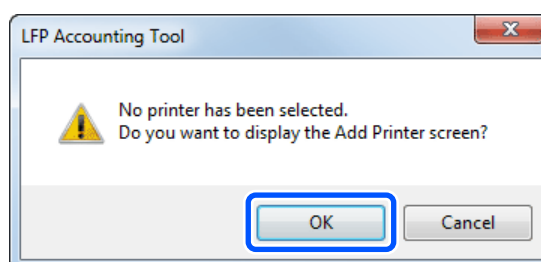 LFP Accounting Tool
No printer has been selected.
Do you want to display the Add Printer screen?
OK
Cancel